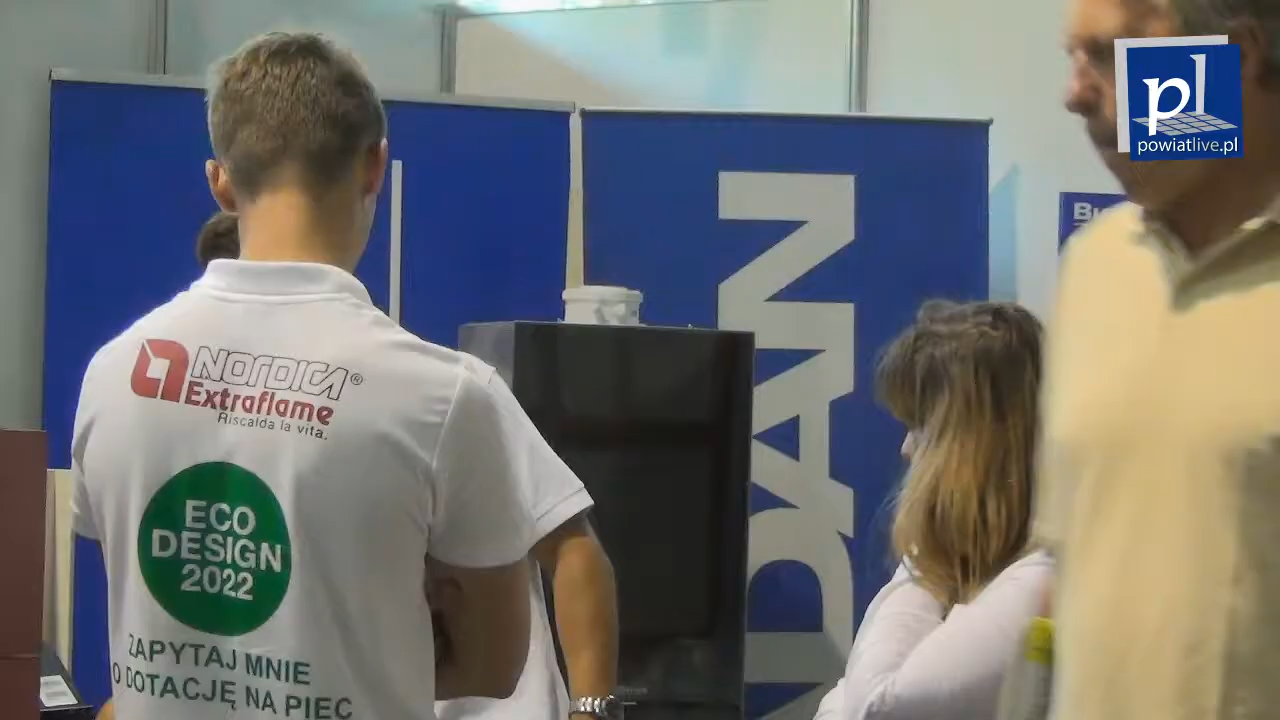 pl
powiatlive.pl
NORDICA®
Extraflame
Riscalda la vita.
ECO
DESIGN
2022
ZAPYTAJ MNIE
O DOTACJĘ NA PIEC
DAN